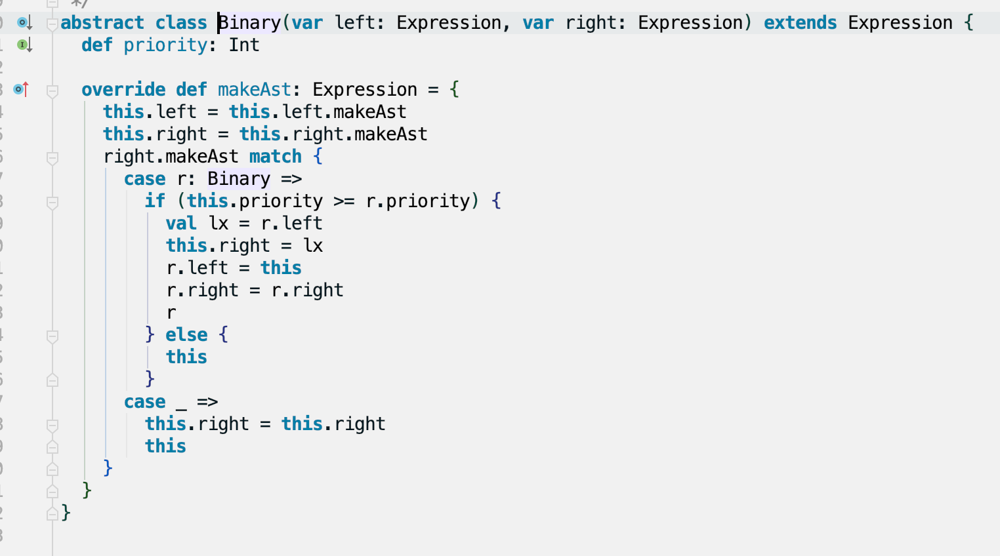 */
abstract class Binary(var left: Expression, var right: Expression) extends Expression {
def priority: Int
override def makeAst: Expression = {
this.left = this.left.makeAst
this.right = this.right.makeAst
right.makeAst match {
case r: Binary =>
if (this.priority >= r.priority) {
val lx = r.left
this.right = lx
r.left = this
r.right = r.right
r
} else {
this
}
case _ =>
this.right = this.right
this
}
}
}